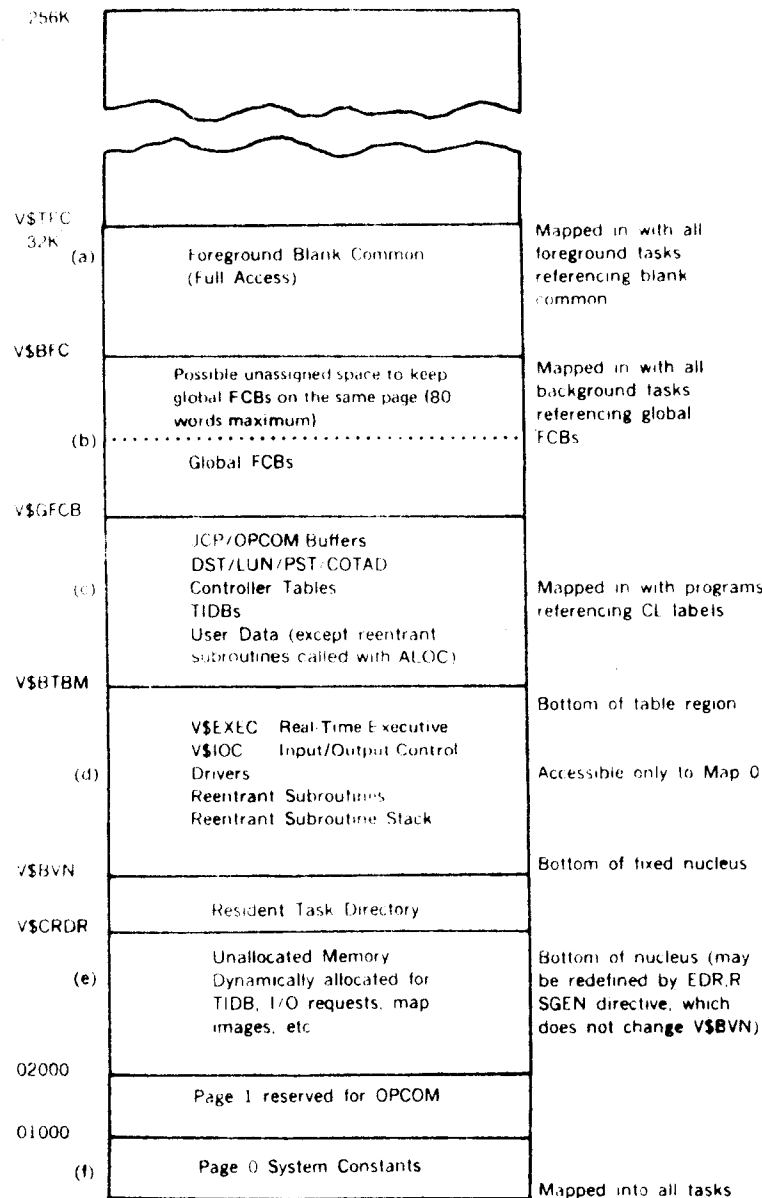 256K
V$TFC
32K
(a)
Foreground Blank Common
(Full Access)
Mapped in with all
foreground tasks
referencing blank
common
V$BFC
Possible unassigned space to keep
global FCBs on the same page (80
words maximum)
Mapped in with all
background tasks
referencing global
FCBs
(b)
Global FCBs
V$GFCB
JCP/OPCOM Buffers
DST/LUN/PST/COTAD
(c)
Controller Tables
TIDBs
User Data (except reentrant
subroutines called with ALOC)
Mapped in with programs
referencing CL labels
V$BTBM
Bottom of table region
V$EXEC Real-Time Executive
V$IOC Input/Output Control
(d)
Drivers
Reentrant Subroutines
Reentrant Subroutine Stack
Accessible only to Map 0
V$BVN
Bottom of fixed nucleus
Resident Task Directory
V$CRDR
(e)
Unallocated Memory
Dynamically allocated for
TIDB, I/O requests, map
images, etc
Bottom of nucleus (may
be redefined by EDR,R
SGEN directive, which
does not change V$BVN)
02000
Page 1 reserved for OPCOM
01000
(f)
Page 0 System Constants
Mapped into all tasks